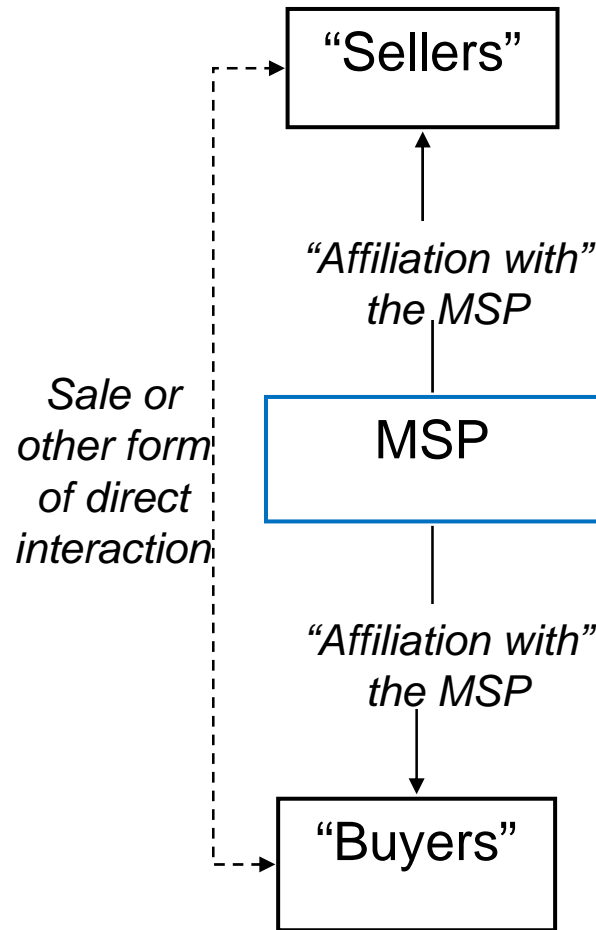 “Sellers”
“Affiliation with”
the MSP
Sale or
other form
of direct
interaction
MSP
“Affiliation with”
the MSP
“Buyers”